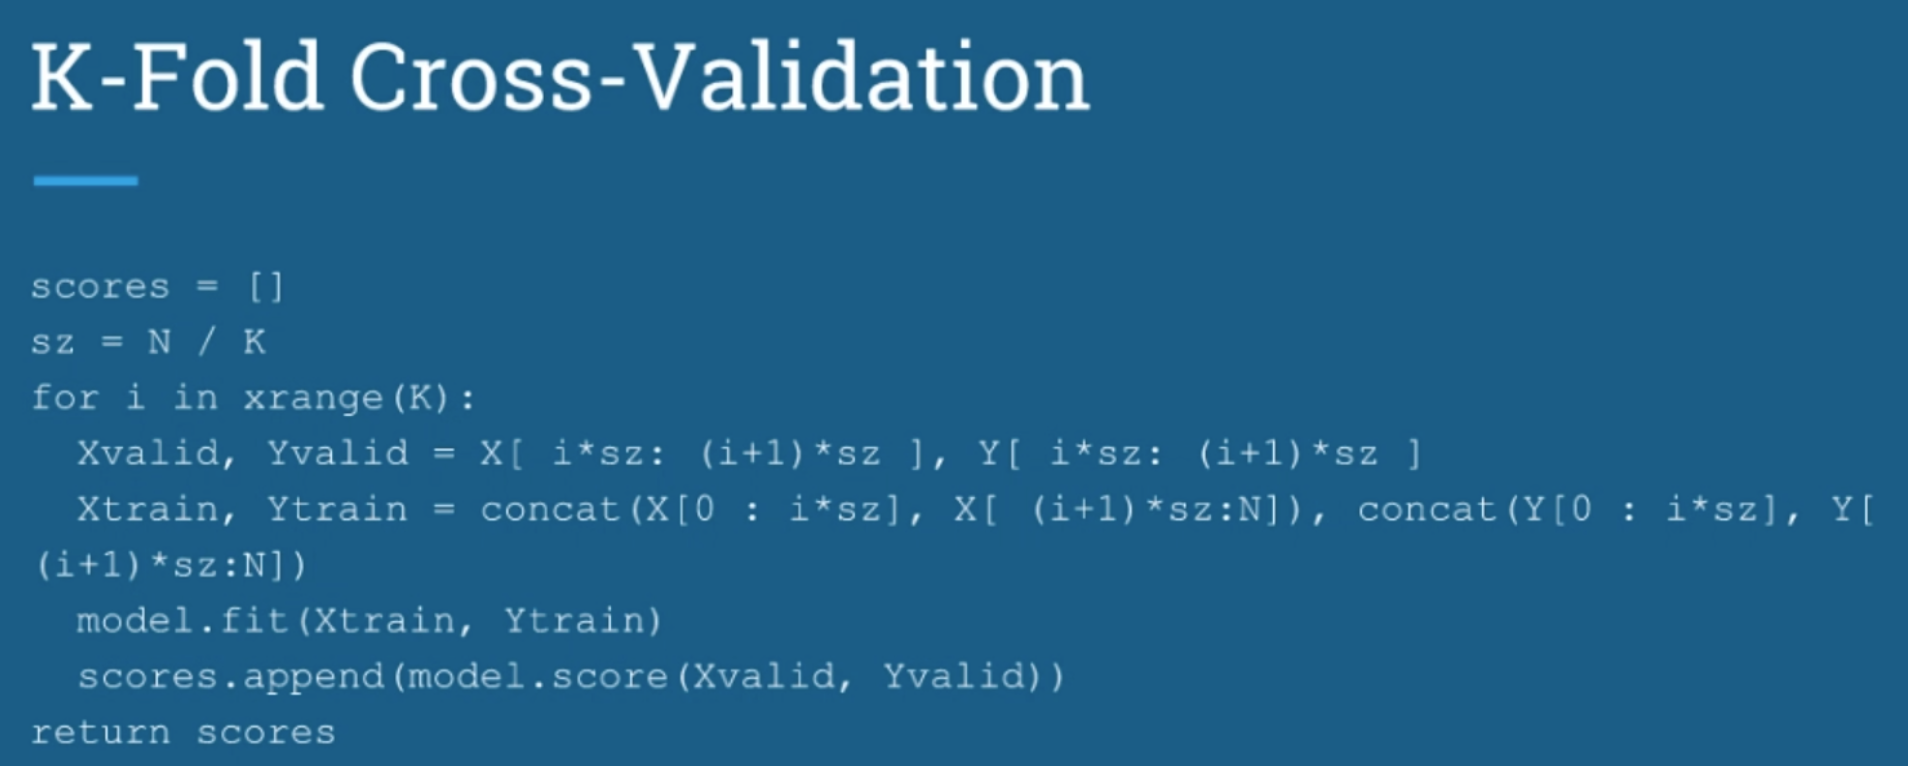 K-Fold Cross-Validation
scores = []
sz = N / K
for i in xrange(K):
  Xvalid, Yvalid = X[ i*sz: (i+1)*sz ], Y[ i*sz: (i+1)*sz ]
  Xtrain, Ytrain = concat(X[0 : i*sz], X[ (i+1)*sz:N]), concat(Y[0 : i*sz], Y[
(i+1)*sz:N])
  model.fit(Xtrain, Ytrain)
  scores.append(model.score(Xvalid, Yvalid))
return scores